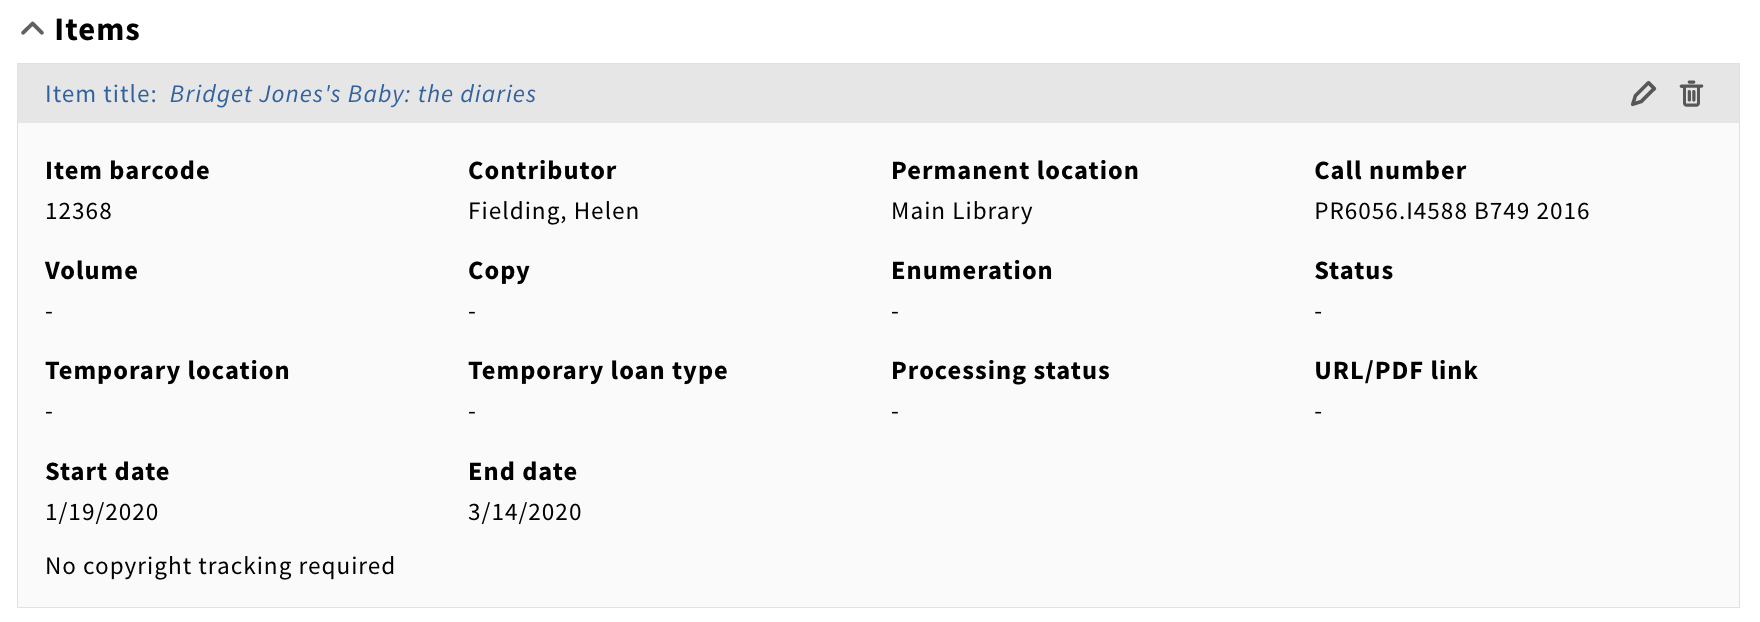 Items
Item title: Bridget Jones's Baby: the diaries
Item barcode Contributor Permanent location Call number
12368 Fielding, Helen Main Library PR6056.I4588 B749 2016
Volume Copy Enumeration Status
- - - -
Temporary location Temporary loan type Processing status URL/PDF link
- - - -
Start date End date
1/19/2020 3/14/2020
No copyright tracking required